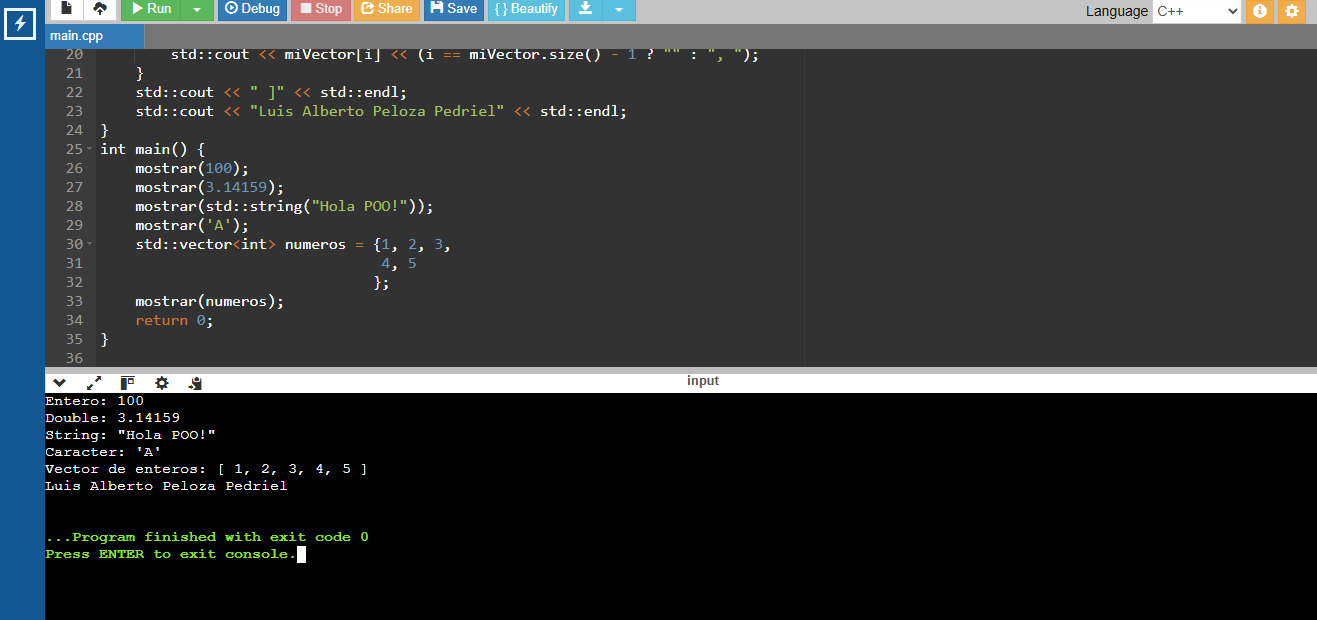 Run Debug Stop Share Save { } Beautify Language C++
main.cpp
20 std::cout << miVector[i] << (i == miVector.size() - 1 ? "" : ", ");
21 }
22 std::cout << " ]" << std::endl;
23 std::cout << "Luis Alberto Peloza Pedriel" << std::endl;
24 }
25 int main() {
26 mostrar(100);
27 mostrar(3.14159);
28 mostrar(std::string("Hola POO!"));
29 mostrar('A');
30 std::vector<int> numeros = {1, 2, 3,
31 4, 5
32 };
33 mostrar(numeros);
34 return 0;
35 }
36
input
Entero: 100
Double: 3.14159
String: "Hola POO!"
Caracter: 'A'
Vector de enteros: [ 1, 2, 3, 4, 5 ]
Luis Alberto Peloza Pedriel
...Program finished with exit code 0
Press ENTER to exit console.